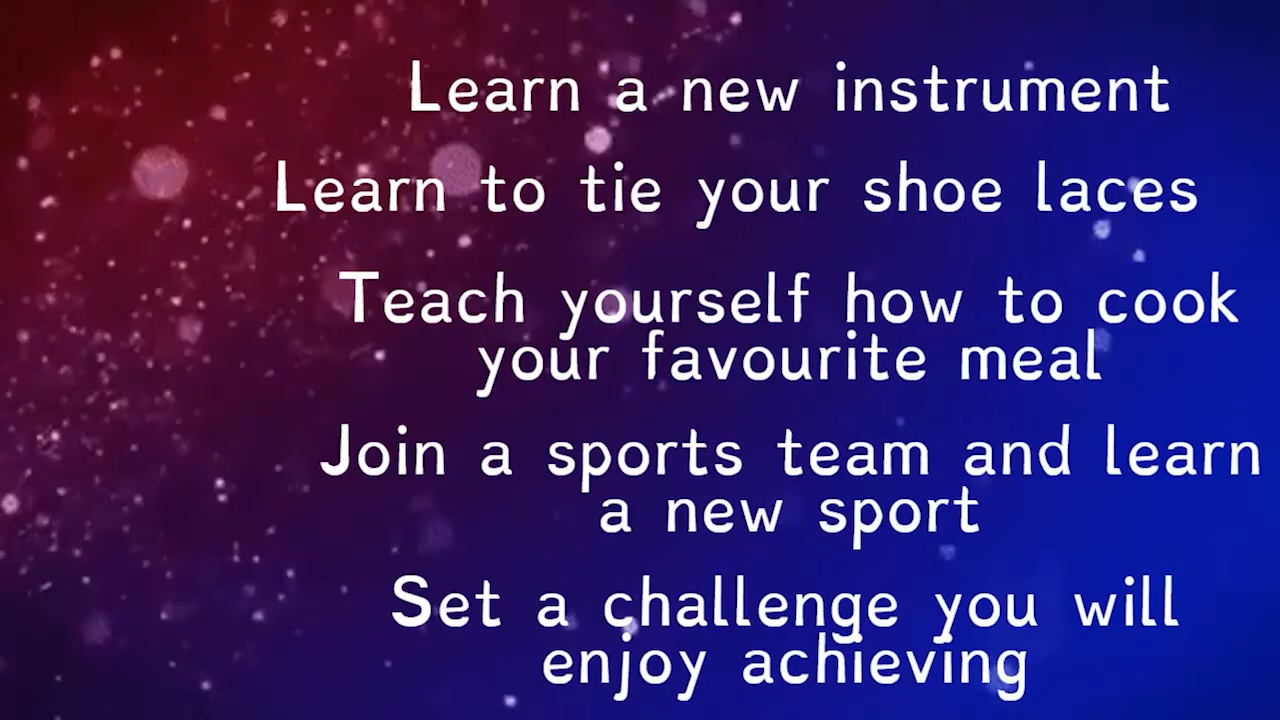 Learn a new instrument
Learn to tie your shoe laces
Teach yourself how to cook
your favourite meal
Join a sports team and learn
a new sport
Set a challenge you will
enjoy achieving